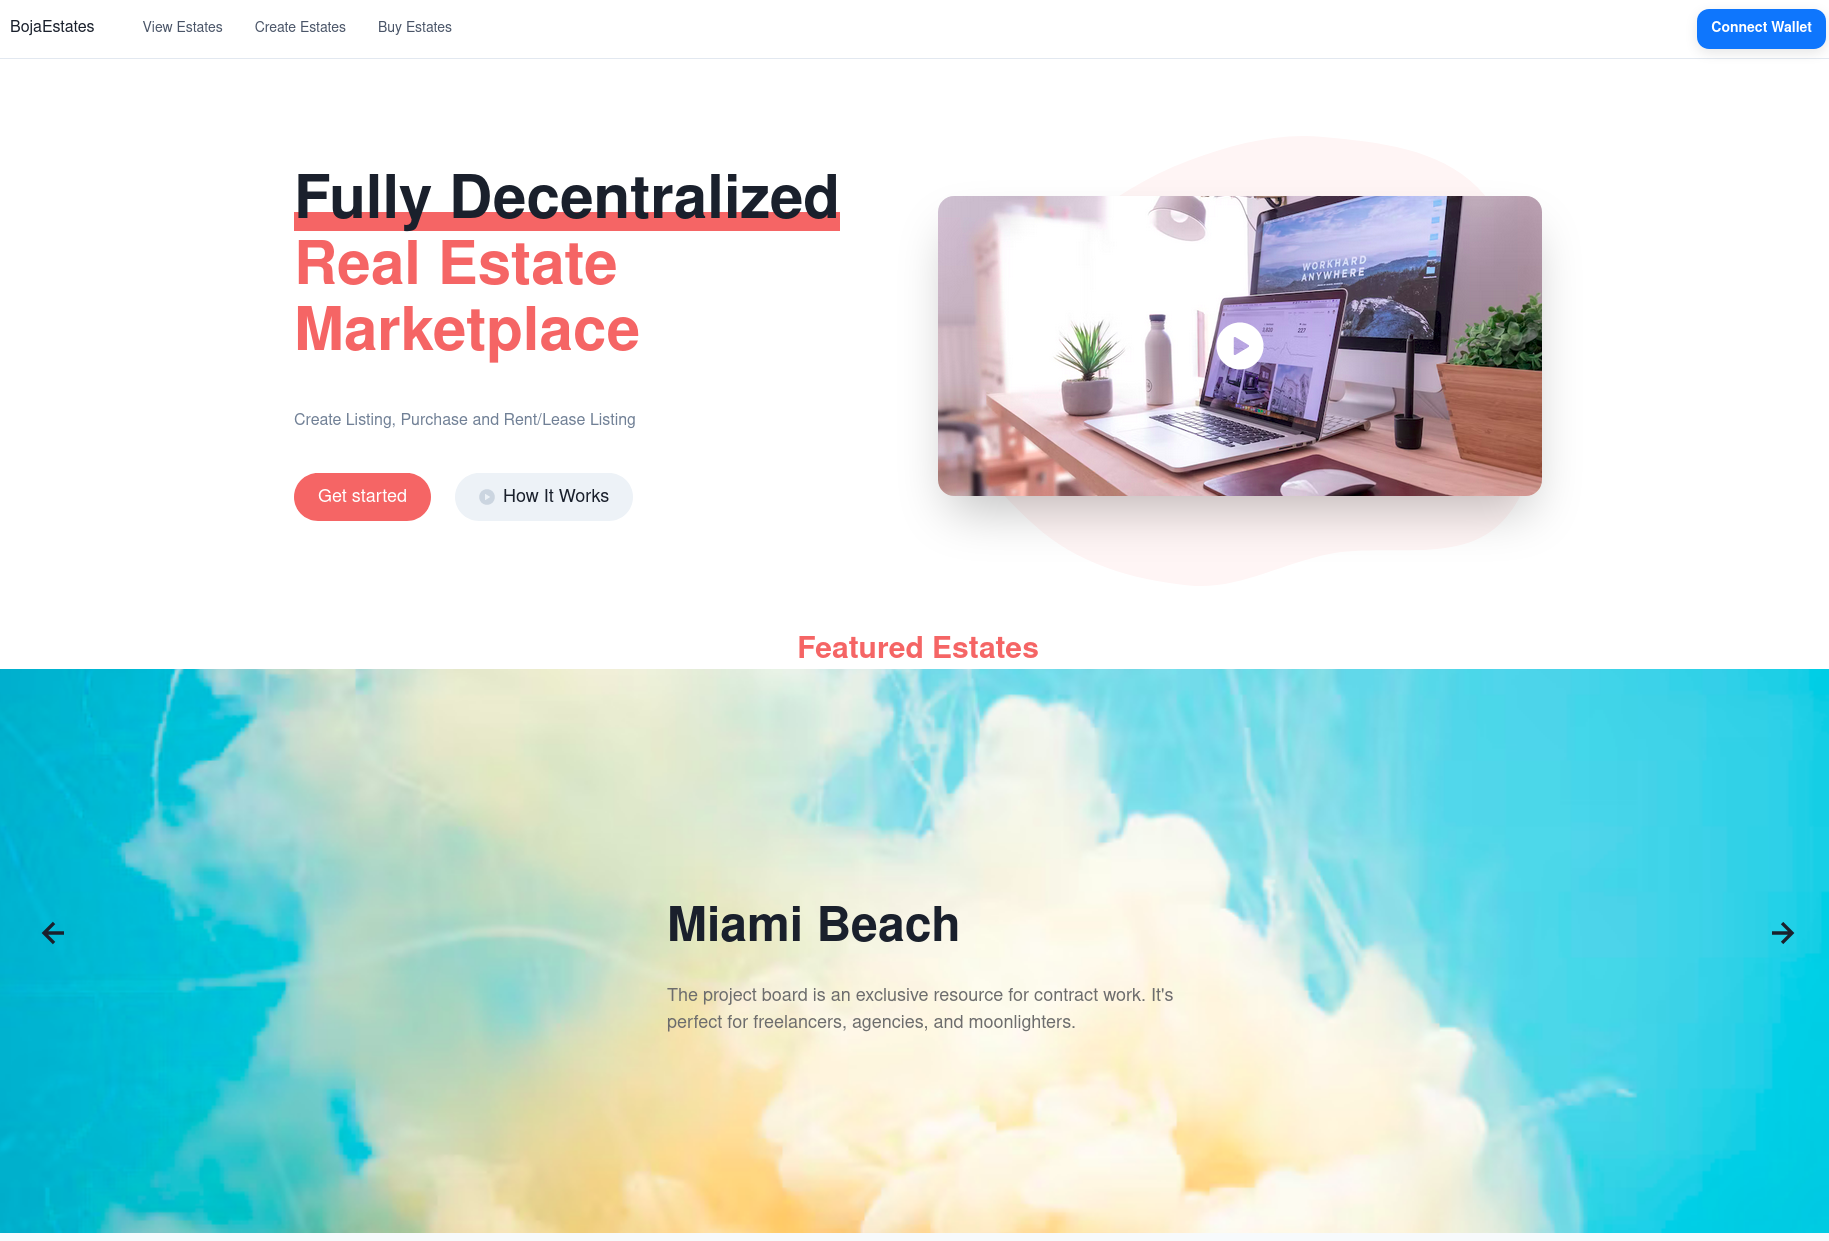 BojaEstates
View Estates
Create Estates
Buy Estates
Connect Wallet
Fully Decentralized
Real Estate
Marketplace
WORKHARD
ANYWHERE
Create Listing, Purchase and Rent/Lease Listing
Get started
How It Works
Featured Estates
Miami Beach
The project board is an exclusive resource for contract work. It's
perfect for freelancers, agencies, and moonlighters.